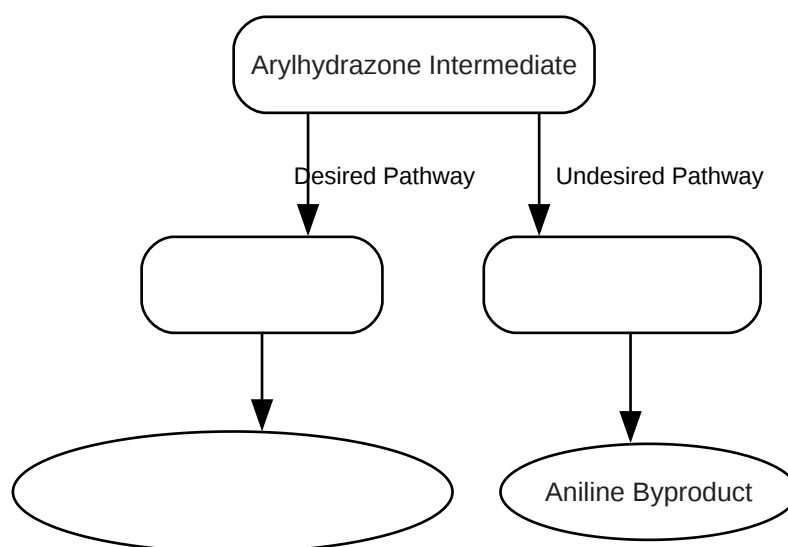 Arylhydrazone Intermediate
Desired Pathway
Undesired Pathway
Aniline Byproduct